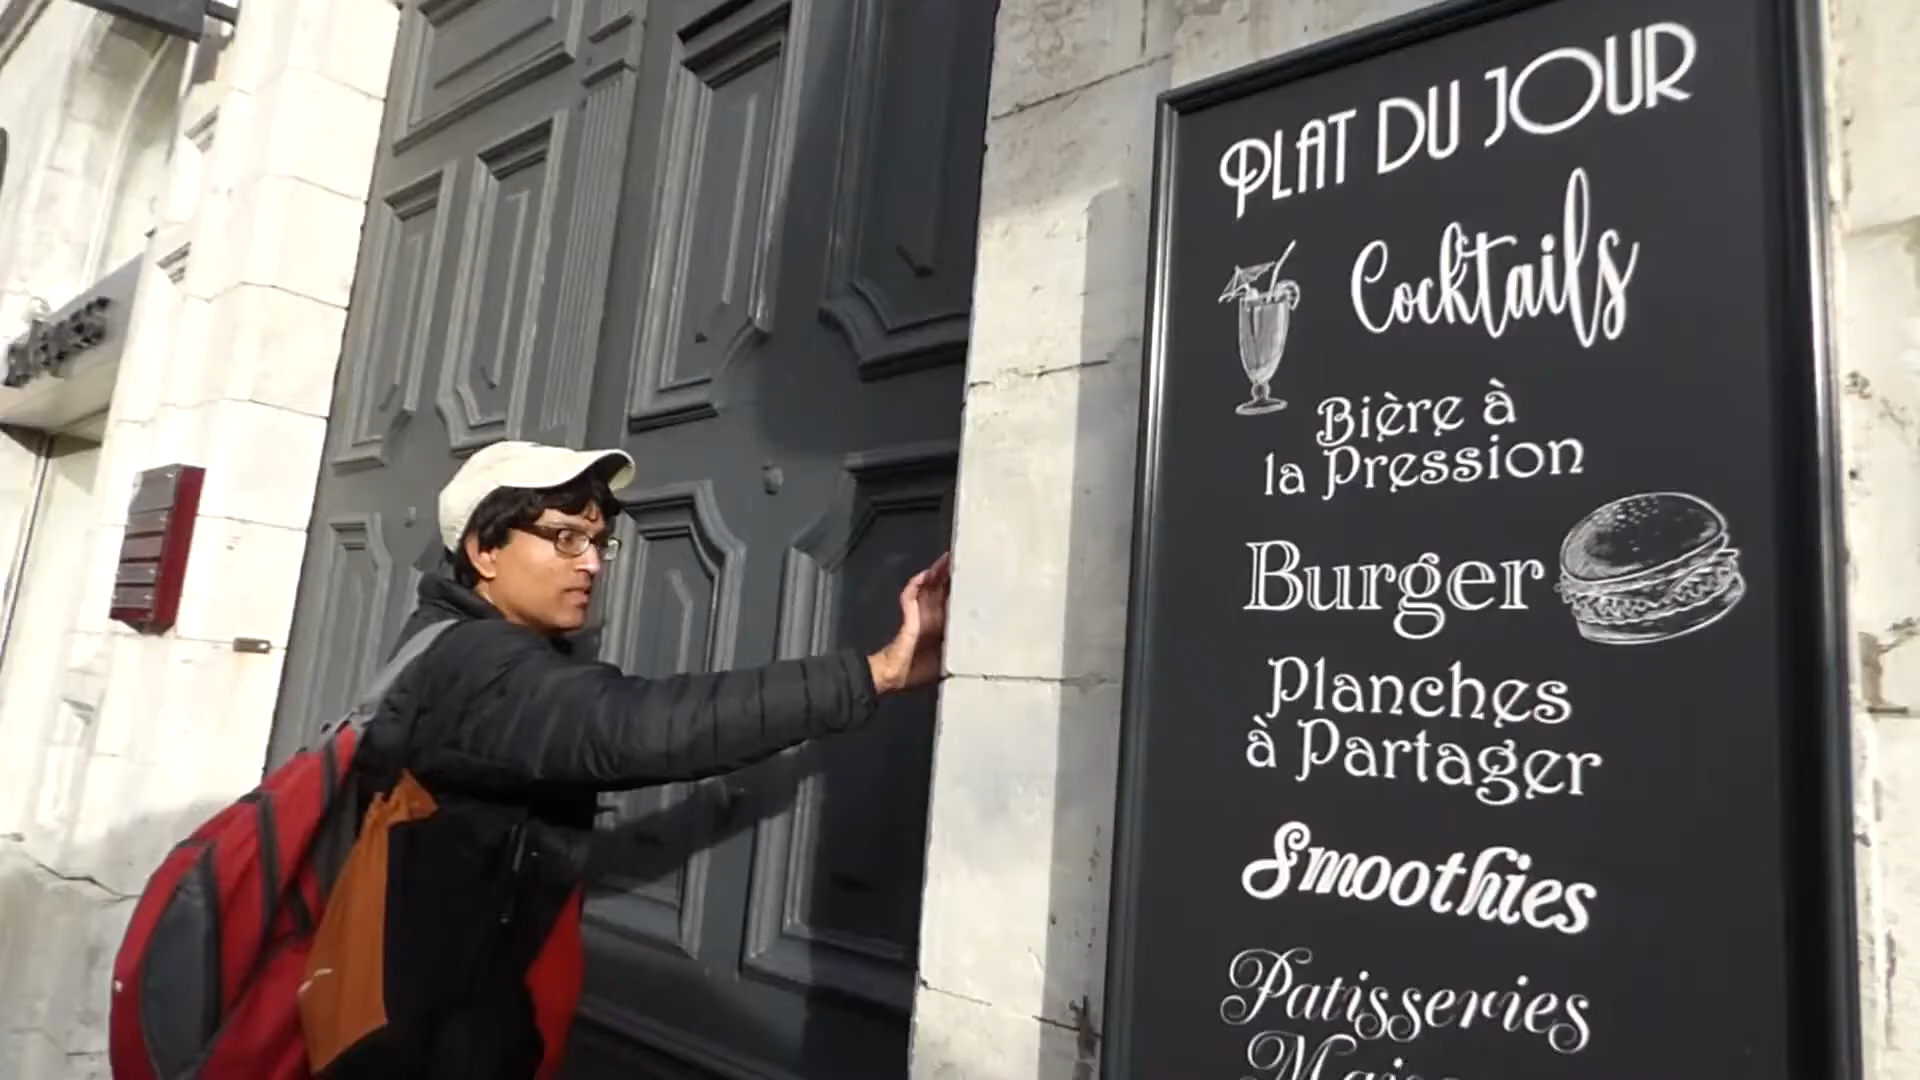 PLAT DU JOUR
Cocktails
Bière à
la Pression
Burger
Planches
à Partager
Smoothies
Patisseries